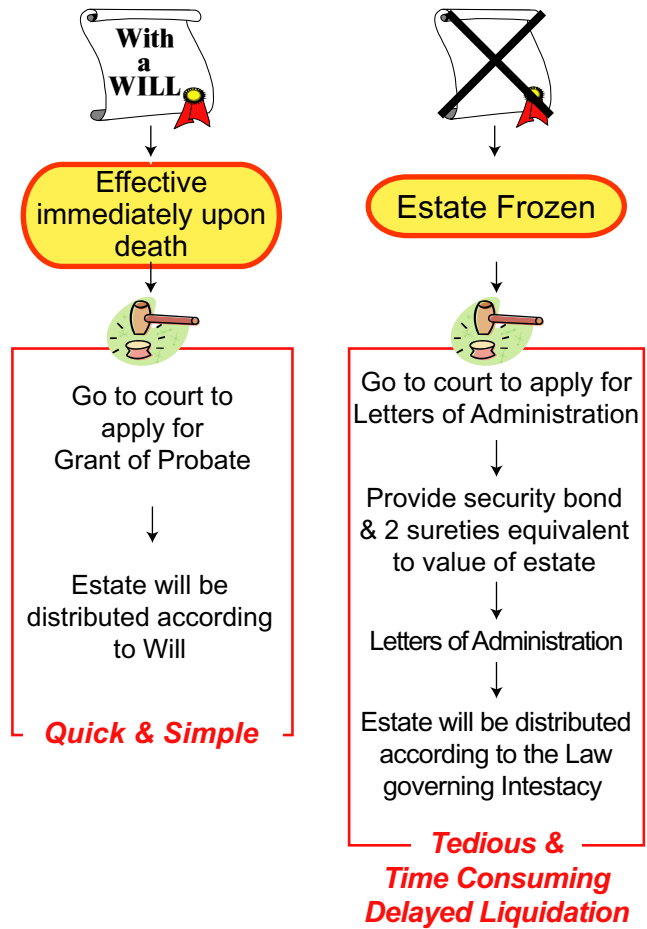 With
a
WILL
Effective
immediately upon
death
Go to court to
apply for
Grant of Probate
Estate will be
distributed according
to Will
Quick & Simple
Estate Frozen
Go to court to apply for
Letters of Administration
Provide security bond
& 2 sureties equivalent
to value of estate
Letters of Administration
Estate will be distributed
according to the Law
governing Intestacy
Tedious &
Time Consuming
Delayed Liquidation